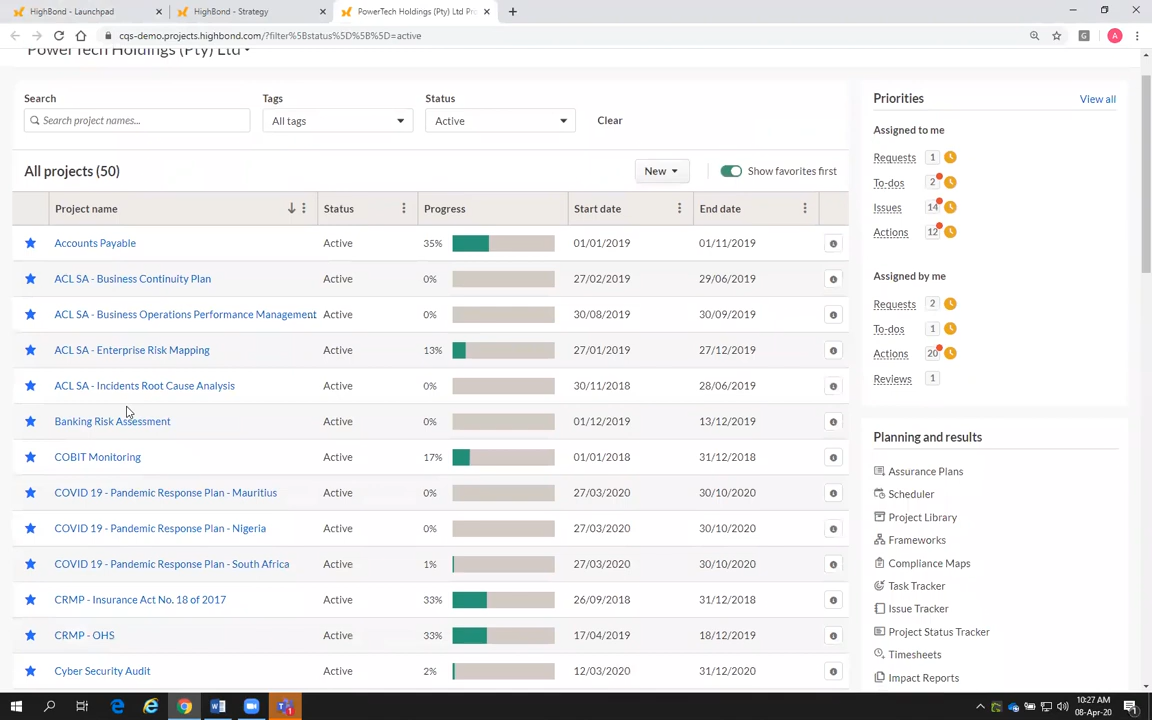 HighBond - Launchpad
HighBond - Strategy
PowerTech Holdings (Pty) Ltd Pro
cqs-demo.projects.highbond.com/?filter%5Bstatus%5D%5B%5D=active
PowerTech Holdings (Pty) Ltd
Search
Tags
Status
Search project names...
All tags
Active
Clear
All projects (50)
New
Show favorites first
Project name Status Progress Start date End date
Accounts Payable Active 35% 01/01/2019 01/11/2019
ACL SA - Business Continuity Plan Active 0% 27/02/2019 29/06/2019
ACL SA - Business Operations Performance Management Active 0% 30/08/2019 30/09/2019
ACL SA - Enterprise Risk Mapping Active 13% 27/01/2019 27/12/2019
ACL SA - Incidents Root Cause Analysis Active 0% 30/11/2018 28/06/2019
Banking Risk Assessment Active 0% 01/12/2019 13/12/2019
COBIT Monitoring Active 17% 01/01/2018 31/12/2018
COVID 19 - Pandemic Response Plan - Mauritius Active 0% 27/03/2020 30/10/2020
COVID 19 - Pandemic Response Plan - Nigeria Active 0% 27/03/2020 30/10/2020
COVID 19 - Pandemic Response Plan - South Africa Active 1% 27/03/2020 30/10/2020
CRMP - Insurance Act No. 18 of 2017 Active 33% 26/09/2018 31/12/2018
CRMP - OHS Active 33% 17/04/2019 18/12/2019
Cyber Security Audit Active 2% 12/03/2020 31/12/2020
Priorities View all
Assigned to me
Requests 1
To-dos 2
Issues 14
Actions 12
Assigned by me
Requests 2
To-dos 1
Actions 20
Reviews 1
Planning and results
Assurance Plans
Scheduler
Project Library
Frameworks
Compliance Maps
Task Tracker
Issue Tracker
Project Status Tracker
Timesheets
Impact Reports
10:27 AM
08-Apr-20